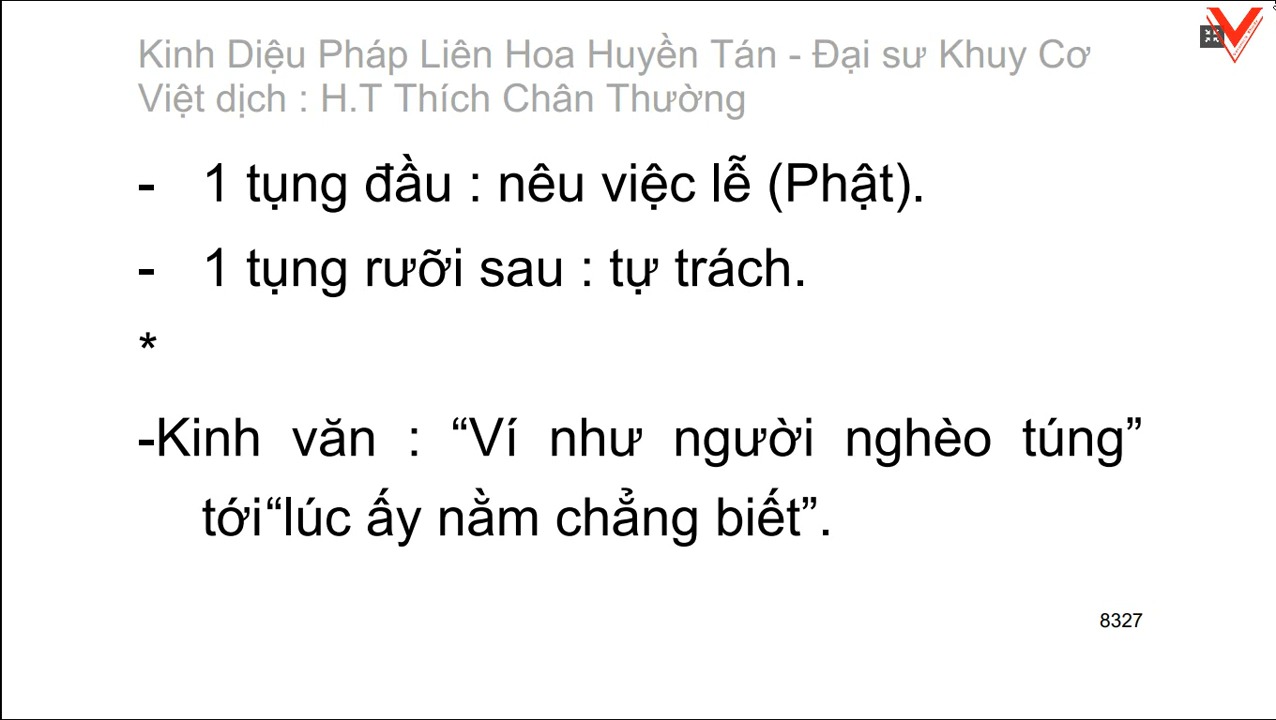 Kinh Diệu Pháp Liên Hoa Huyền Tán - Đại sư Khuy Cơ
Việt dịch : H.T Thích Chân Thường
- 1 tụng đầu : nêu việc lễ (Phật).
- 1 tụng rưỡi sau : tự trách.
*
-Kinh văn : “Ví như người nghèo túng”
tới“lúc ấy nằm chẳng biết”.
8327